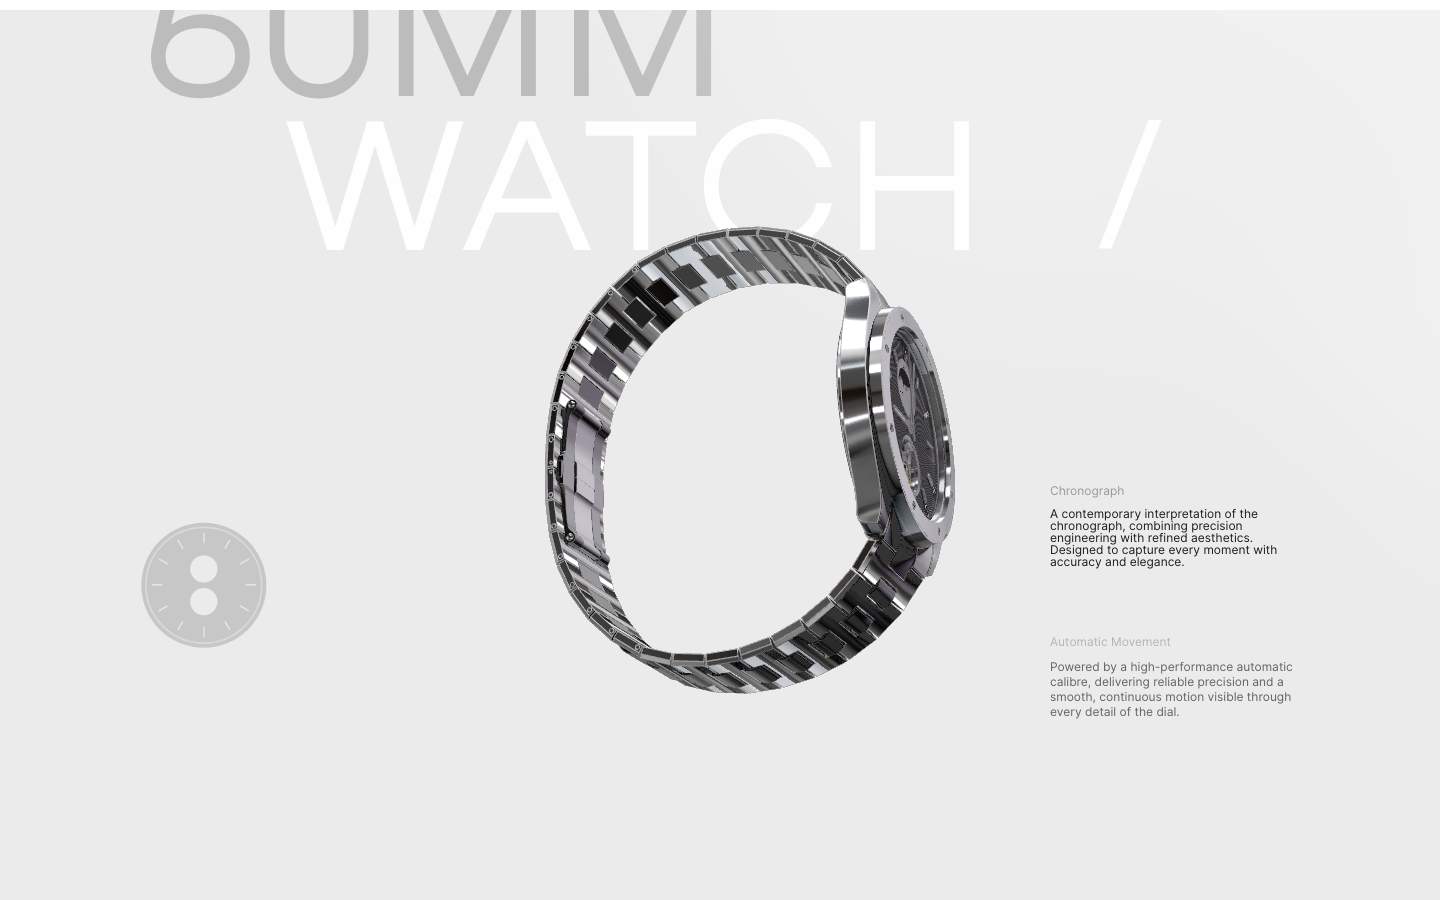 60MM
WATCH /
Chronograph
A contemporary interpretation of the
chronograph, combining precision
engineering with refined aesthetics.
Designed to capture every moment with
accuracy and elegance.
Automatic Movement
Powered by a high-performance automatic
calibre, delivering reliable precision and a
smooth, continuous motion visible through
every detail of the dial.